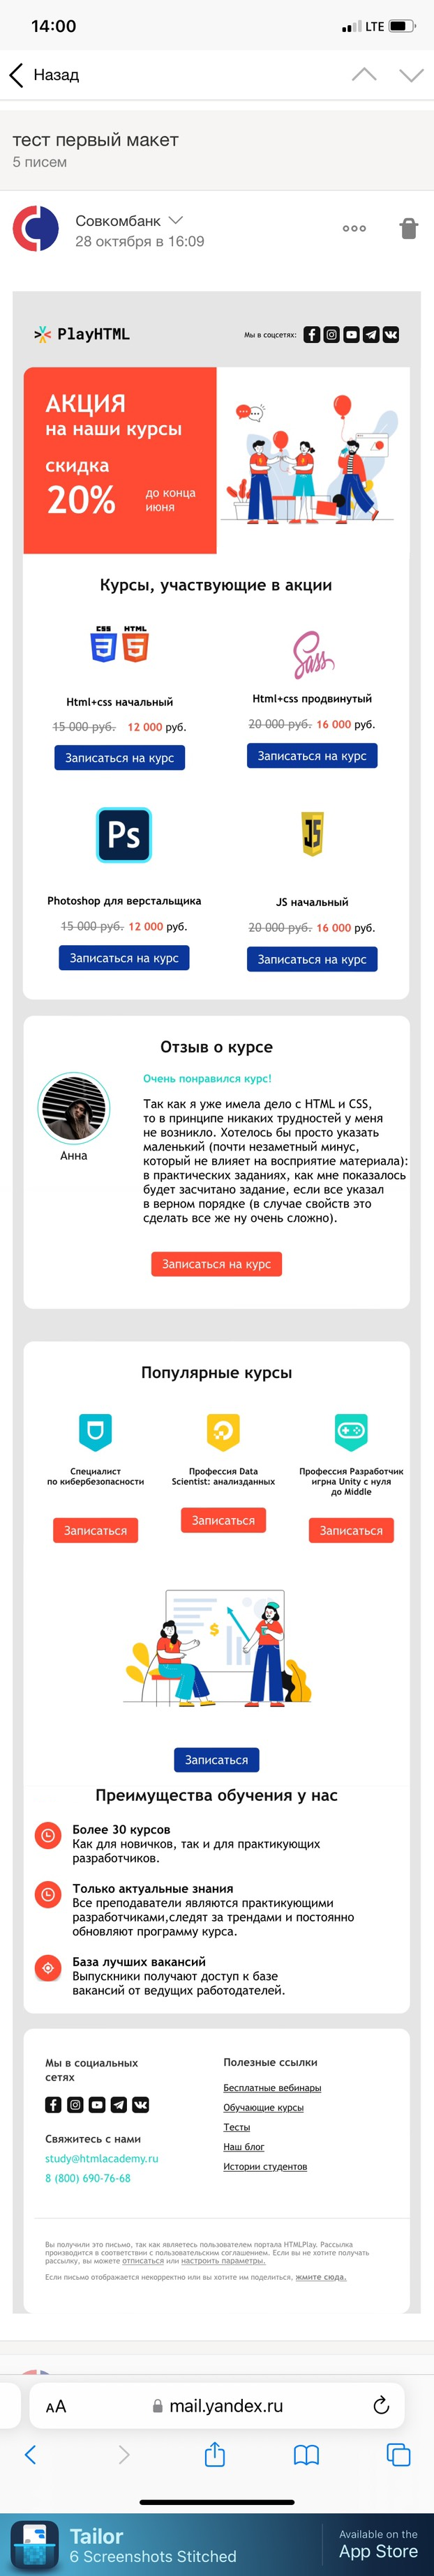 14:00
LTE
Назад
тест первый макет
5 писем
Совкомбанк
28 октября в 16:09
PlayHTML
Мы в соцсетях:
АКЦИЯ
на наши курсы
скидка
20%
до конца
июня
Курсы, участвующие в акции
CSS HTML
3 5
Sass
Html+css начальный
Html+css продвинутый
15 000 руб. 12 000 руб.
20 000 руб. 16 000 руб.
Записаться на курс
Записаться на курс
Ps
JS
Photoshop для верстальщика
JS начальный
15 000 руб. 12 000 руб.
20 000 руб. 16 000 руб.
Записаться на курс
Записаться на курс
Отзыв о курсе
Очень понравился курс!
Анна
Так как я уже имела дело с HTML и CSS,
то в принципе никаких трудностей у меня
не возникло. Хотелось бы просто указать
маленький (почти незаметный минус,
который не влияет на восприятие материала):
в практических заданиях, как мне показалось
будет засчитано задание, если все указал
в верном порядке (в случае свойств это
сделать все же ну очень сложно).
Записаться на курс
Популярные курсы
Специалист
по кибербезопасности
Профессия Data
Scientist: анализданных
Профессия Разработчик
игрна Unity с нуля
до Middle
Записаться
Записаться
Записаться
$
Записаться
Преимущества обучения у нас
Более 30 курсов
Как для новичков, так и для практикующих
разработчиков.
Только актуальные знания
Все преподаватели являются практикующими
разработчиками,следят за трендами и постоянно
обновляют программу курса.
База лучших вакансий
Выпускники получают доступ к базе
вакансий от ведущих работодателей.
Мы в социальных
сетях
Свяжитесь с нами
study@htmlacademy.ru
8 (800) 690-76-68
Полезные ссылки
Бесплатные вебинары
Обучающие курсы
Тесты
Наш блог
Истории студентов
Вы получили это письмо, так как являетесь пользователем портала HTMLPlay. Рассылка
производится в соответствии с пользовательским соглашением. Если вы не хотите получать
рассылку, вы можете отписаться или настроить параметры.
Если письмо отображается некорректно или вы хотите им поделиться, жмите сюда.
AA
mail.yandex.ru
Tailor
6 Screenshots Stitched
Available on the
App Store